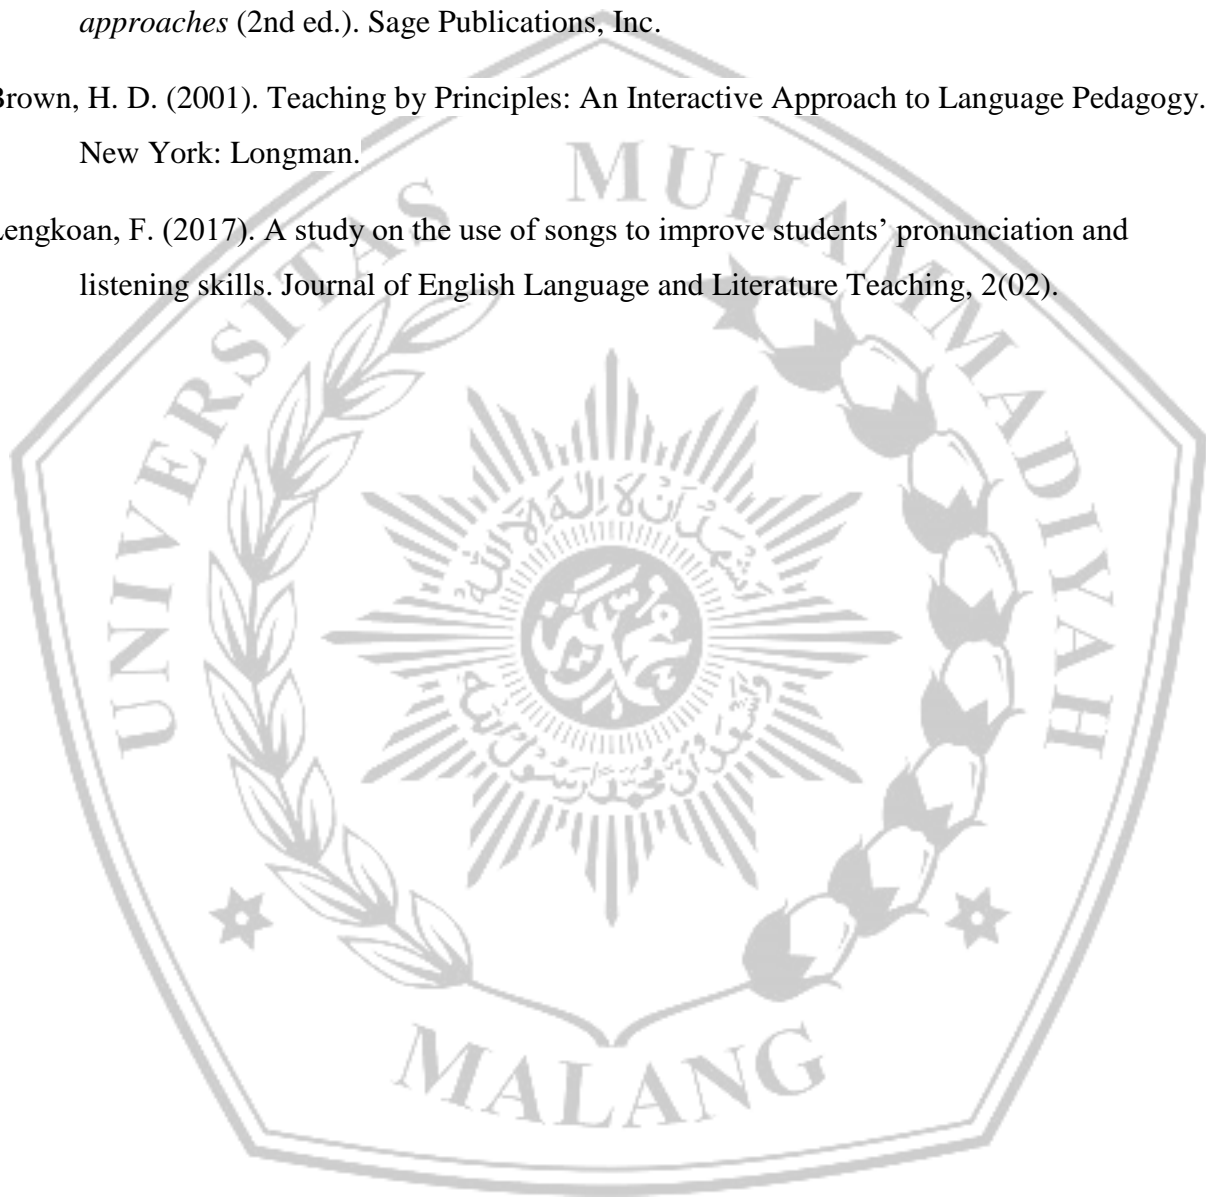 approaches (2nd ed.). Sage Publications, Inc.
Brown, H. D. (2001). Teaching by Principles: An Interactive Approach to Language Pedagogy.
New York: Longman.
Lengkoan, F. (2017). A study on the use of songs to improve students’ pronunciation and
listening skills. Journal of English Language and Literature Teaching, 2(02).
UNIVERSITAS MUHAMMADIYAH
MALANG